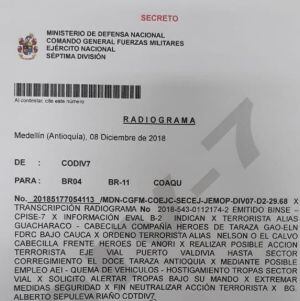 SECRETO
MINISTERIO DE DEFENSA NACIONAL
COMANDO GENERAL FUERZAS MILITARES
EJÉRCITO NACIONAL
SÉPTIMA DIVISIÓN
Al contestar, cite este número
RADIOGRAMA
Medellín (Antioquia), 08 Diciembre de 2018
DE : CODIV7
PARA : BR04 BR-11 COAQU
No. 20185177054113 /MDN-CGFM-COEJC-SECEJ-JEMOP-DIV07-D2-29.68 X
TRANSCRIPCIÓN RADIOGRAMA No 2018-543-0112174-2 EMITIDO BINSE –
CPISE-7 X INFORMACIÓN EVAL B-2 INDICAN X TERRORISTA ALIAS
GUACHARACO - CABECILLA COMPAÑÍA HEROES DE TARAZA GAO-ELN
FDRC BAJO CAUCA X ORDENO TERRORISTA ALIAS NELSON O EL CALVO
CABECILLA FRENTE HEROES DE ANORI X REALIZAR POSIBLE ACCION
TERRORISTA EJE VIAL PUERTO VALDIVIA HASTA SECTOR
CORREGIMIENTO EL DOCE TARAZA ANTIOQUIA X MEDIANTE POSIBLE
EMPLEO AEI - QUEMA DE VEHICULOS - HOSTIGAMIENTO TROPAS SECTOR
VIAL X SOLICITO ALERTAR TROPAS BAJO SU MANDO X EXTREMAR
MEDIDAS SEGURIDAD X FIN NEUTRALIZAR ACCIÓN TERRORISTA X BG.
ALBERTO SEPULVEDA RIAÑO CDTDIV7